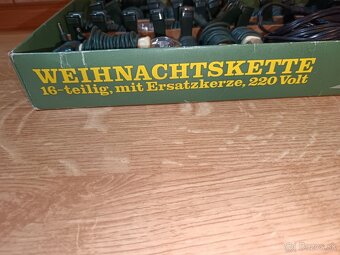 WEIHNACHTSKETTE
16-teilig, mit Ersatzkerze, 220 Volt